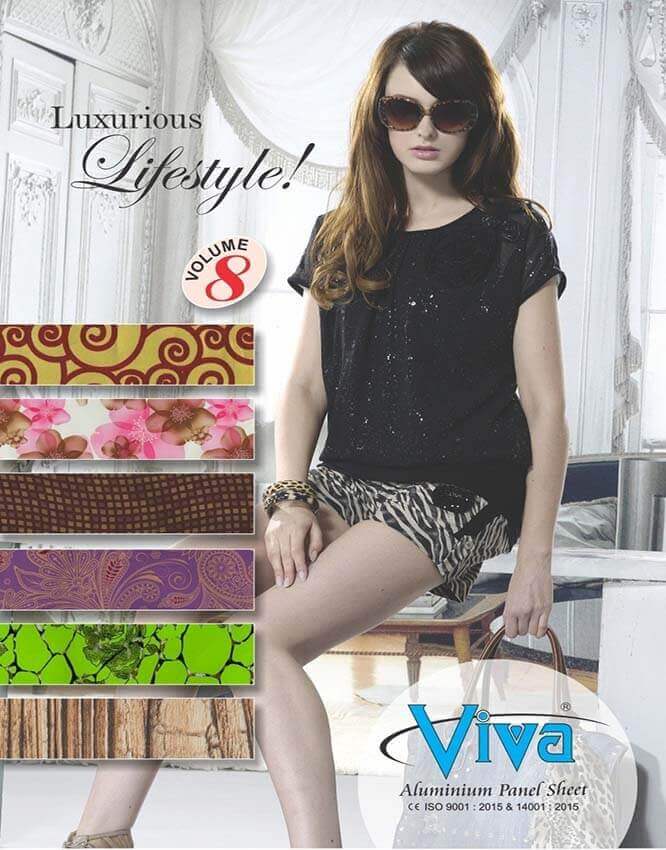 Luxurious
Lifestyle!
VOLUME
8
Viva®
Aluminium Panel Sheet
CE ISO 9001 : 2015 & 14001 : 2015